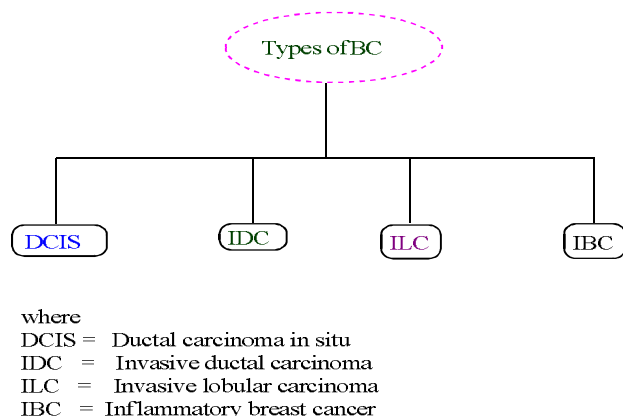 Types of BC
DCIS IDC ILC IBC
where
DCIS = Ductal carcinoma in situ
IDC = Invasive ductal carcinoma
ILC = Invasive lobular carcinoma
IBC = Inflammatory breast cancer